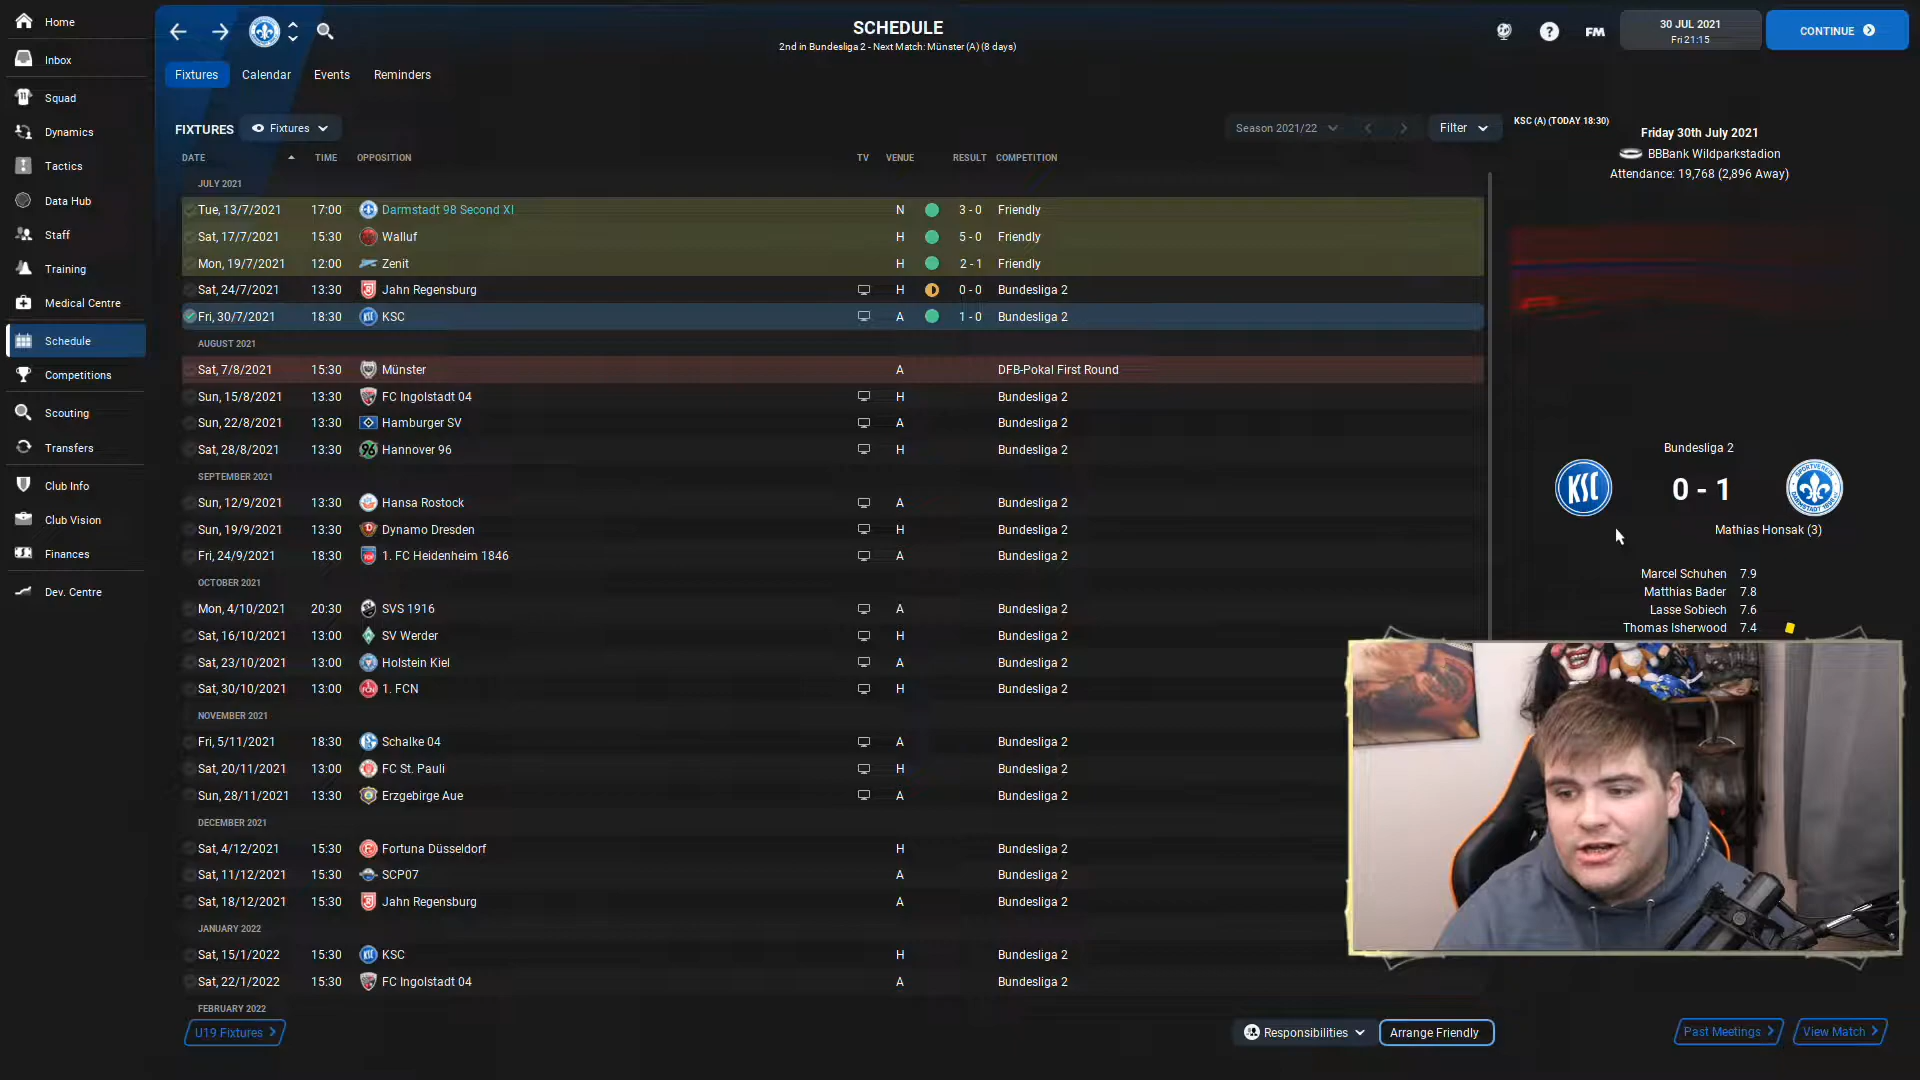 Home
Inbox
Squad
Dynamics
Tactics
Data Hub
Staff
Training
Medical Centre
Schedule
Competitions
Scouting
Transfers
Club Info
Club Vision
Finances
Dev. Centre
SCHEDULE
2nd in Bundesliga 2 - Next Match: Münster (A) (8 days)
FM
30 JUL 2021
Fri 21:15
CONTINUE
Fixtures Calendar Events Reminders
FIXTURES Fixtures Season 2021/22 Filter
DATE TIME OPPOSITION TV VENUE RESULT COMPETITION
JULY 2021
Tue, 13/7/2021 17:00 Darmstadt 98 Second XI N 3 - 0 Friendly
Sat, 17/7/2021 15:30 Walluf H 5 - 0 Friendly
Mon, 19/7/2021 12:00 Zenit H 2 - 1 Friendly
Sat, 24/7/2021 13:30 Jahn Regensburg H 0 - 0 Bundesliga 2
Fri, 30/7/2021 18:30 KSC A 1 - 0 Bundesliga 2
AUGUST 2021
Sat, 7/8/2021 15:30 Münster A DFB-Pokal First Round
Sun, 15/8/2021 13:30 FC Ingolstadt 04 H Bundesliga 2
Sun, 22/8/2021 13:30 Hamburger SV A Bundesliga 2
Sat, 28/8/2021 13:30 Hannover 96 H Bundesliga 2
SEPTEMBER 2021
Sun, 12/9/2021 13:30 Hansa Rostock A Bundesliga 2
Sun, 19/9/2021 13:30 Dynamo Dresden H Bundesliga 2
Fri, 24/9/2021 18:30 1. FC Heidenheim 1846 A Bundesliga 2
OCTOBER 2021
Mon, 4/10/2021 20:30 SVS 1916 A Bundesliga 2
Sat, 16/10/2021 13:00 SV Werder H Bundesliga 2
Sat, 23/10/2021 13:00 Holstein Kiel A Bundesliga 2
Sat, 30/10/2021 13:00 1. FCN H Bundesliga 2
NOVEMBER 2021
Fri, 5/11/2021 18:30 Schalke 04 A Bundesliga 2
Sat, 20/11/2021 13:00 FC St. Pauli H Bundesliga 2
Sun, 28/11/2021 13:30 Erzgebirge Aue A Bundesliga 2
DECEMBER 2021
Sat, 4/12/2021 15:30 Fortuna Düsseldorf H Bundesliga 2
Sat, 11/12/2021 15:30 SCP07 A Bundesliga 2
Sat, 18/12/2021 15:30 Jahn Regensburg A Bundesliga 2
JANUARY 2022
Sat, 15/1/2022 15:30 KSC H Bundesliga 2
Sat, 22/1/2022 15:30 FC Ingolstadt 04 A Bundesliga 2
FEBRUARY 2022
U19 Fixtures
Responsibilities
Arrange Friendly
KSC (A) (TODAY 18:30)
Friday 30th July 2021
BBBank Wildparkstadion
Attendance: 19,768 (2,896 Away)
Bundesliga 2
KSC 0 - 1
Mathias Honsak (3)
Marcel Schuhen 7.9
Matthias Bader 7.8
Lasse Sobiech 7.6
Thomas Isherwood 7.4
Past Meetings
View Match